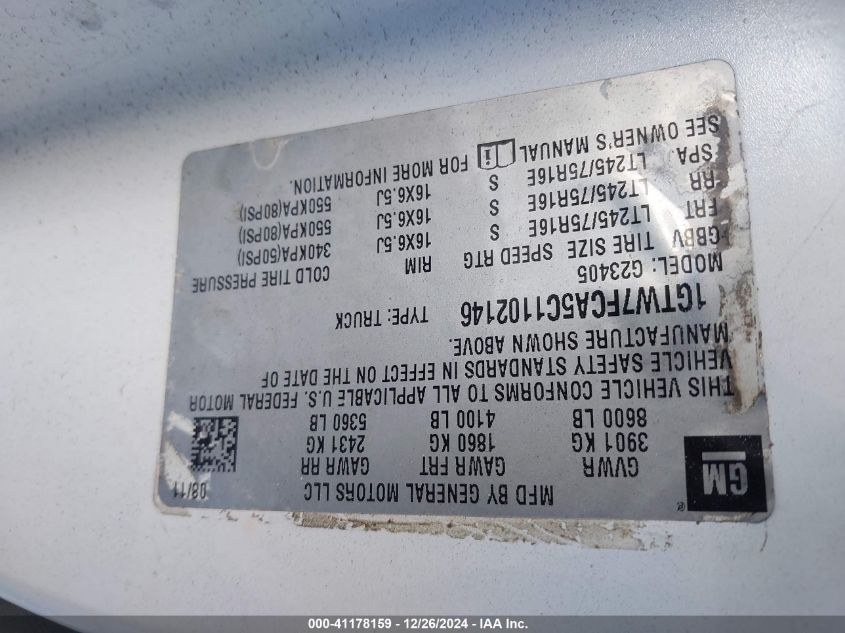 GM
MFD BY GENERAL MOTORS LLC 08/11
GVWR GAWR FRT GAWR RR
3901 KG 1860 KG 2431 KG
8600 LB 4100 LB 5360 LB
THIS VEHICLE CONFORMS TO ALL APPLICABLE U.S. FEDERAL MOTOR
VEHICLE SAFETY STANDARDS IN EFFECT ON THE DATE OF
MANUFACTURE SHOWN ABOVE.
1GTW7FCA5C1102146 TYPE: TRUCK
MODEL: G23405
GBBV TIRE SIZE SPEED RTG RIM COLD TIRE PRESSURE
FRT LT245/75R16E S 16X6.5J 340KPA(50PSI)
RR LT245/75R16E S 16X6.5J 550KPA(80PSI)
SPA LT245/75R16E S 16X6.5J 550KPA(80PSI)
SEE OWNER'S MANUAL FOR MORE INFORMATION.
000-41178159 - 12/26/2024 - IAA Inc.